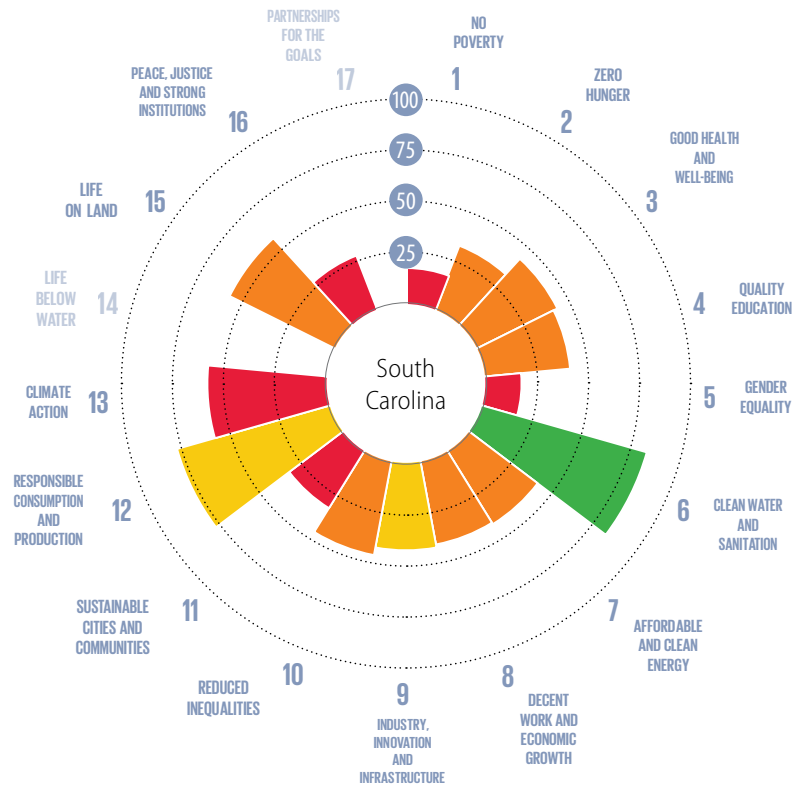 NO
POVERTY
1
ZERO
HUNGER
2
GOOD HEALTH
AND
WELL-BEING
3
QUALITY
EDUCATION
4
GENDER
EQUALITY
5
CLEAN WATER
AND
SANITATION
6
AFFORDABLE
AND CLEAN
ENERGY
7
DECENT
WORK AND
ECONOMIC
GROWTH
8
INDUSTRY,
INNOVATION
AND
INFRASTRUCTURE
9
REDUCED
INEQUALITIES
10
SUSTAINABLE
CITIES AND
COMMUNITIES
11
RESPONSIBLE
CONSUMPTION
AND
PRODUCTION
12
CLIMATE
ACTION
13
LIFE
BELOW
WATER
14
LIFE
ON LAND
15
PEACE, JUSTICE
AND STRONG
INSTITUTIONS
16
PARTNERSHIPS
FOR THE
GOALS
17
100
75
50
25
South
Carolina